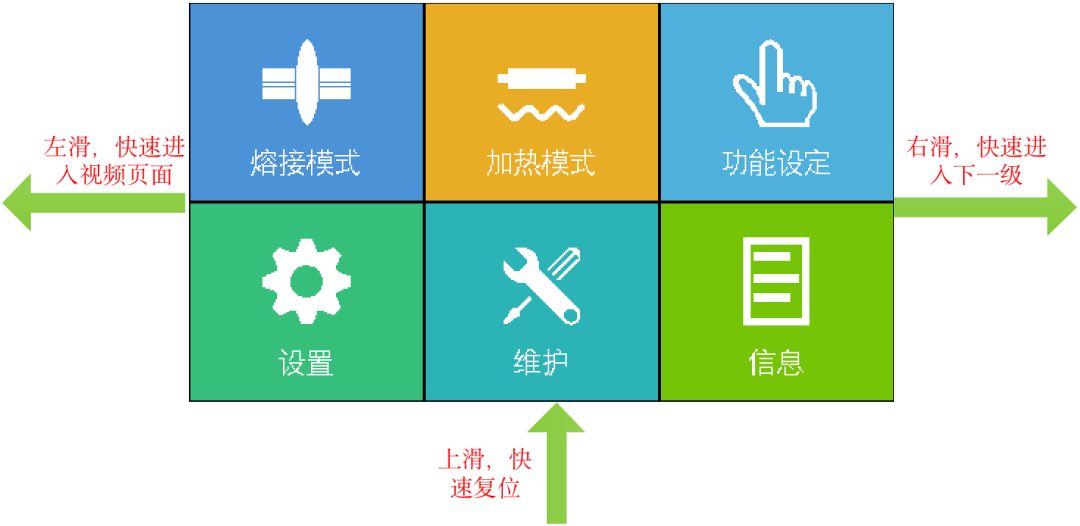 左滑，快速进
入视频页面
熔接模式
加热模式
功能设定
右滑，快速进
入下一级
设置
维护
信息
上滑，快
速复位